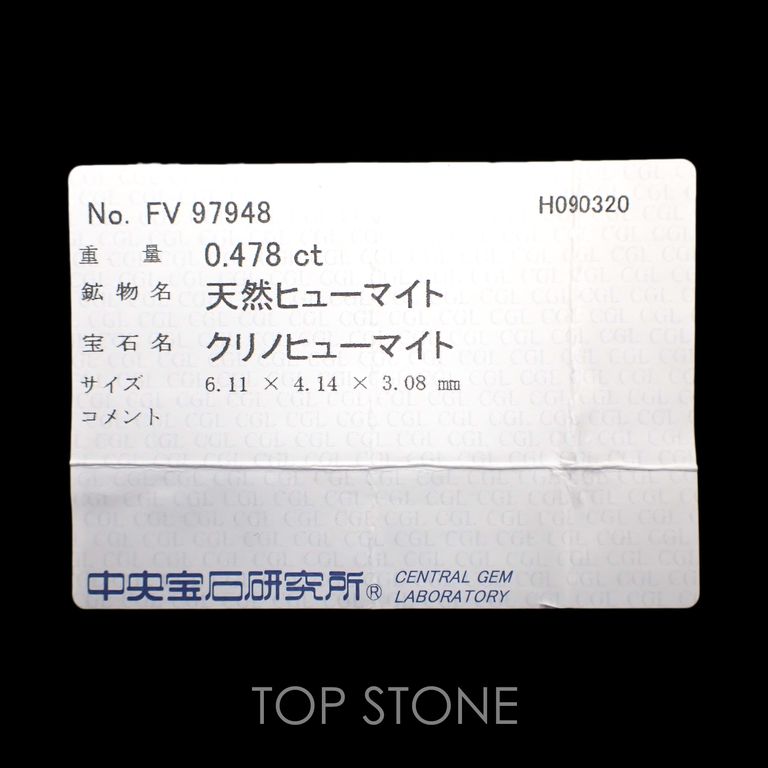 No. FV 97948 H090320
重量 0.478 ct
鉱物名 天然ヒューマイト
宝石名 クリノヒューマイト
サイズ 6.11 × 4.14 × 3.08 mm
コメント
中央宝石研究所® CENTRAL GEM
LABORATORY
TOP STONE